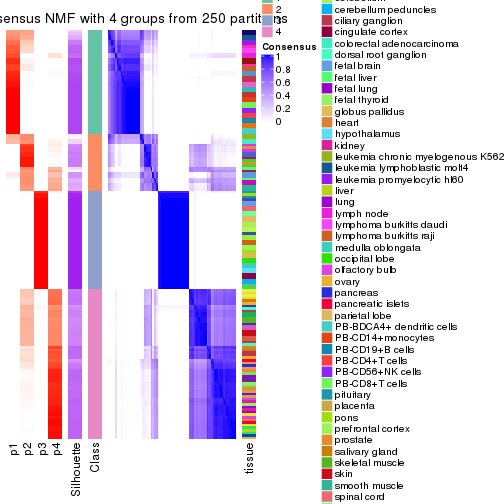 sensus NMF with 4 groups from 250 partitions
2
4
Consensus
1
0.8
0.6
0.4
0.2
0
cerebellum peduncles
ciliary ganglion
cingulate cortex
colorectal adenocarcinoma
dorsal root ganglion
fetal brain
fetal liver
fetal lung
fetal thyroid
globus pallidus
heart
hypothalamus
kidney
leukemia chronic myelogenous K562
leukemia lymphoblastic molt4
leukemia promyelocytic hl60
liver
lung
lymph node
lymphoma burkitts daudi
lymphoma burkitts raji
medulla oblongata
occipital lobe
olfactory bulb
ovary
pancreas
pancreatic islets
parietal lobe
PB-BDCA4+ dendritic cells
PB-CD14+monocytes
PB-CD19+B cells
PB-CD4+T cells
PB-CD56+NK cells
PB-CD8+T cells
pituitary
placenta
pons
prefrontal cortex
prostate
salivary gland
skeletal muscle
skin
smooth muscle
spinal cord
p1
p2
p3
p4
Silhouette
Class
tissue